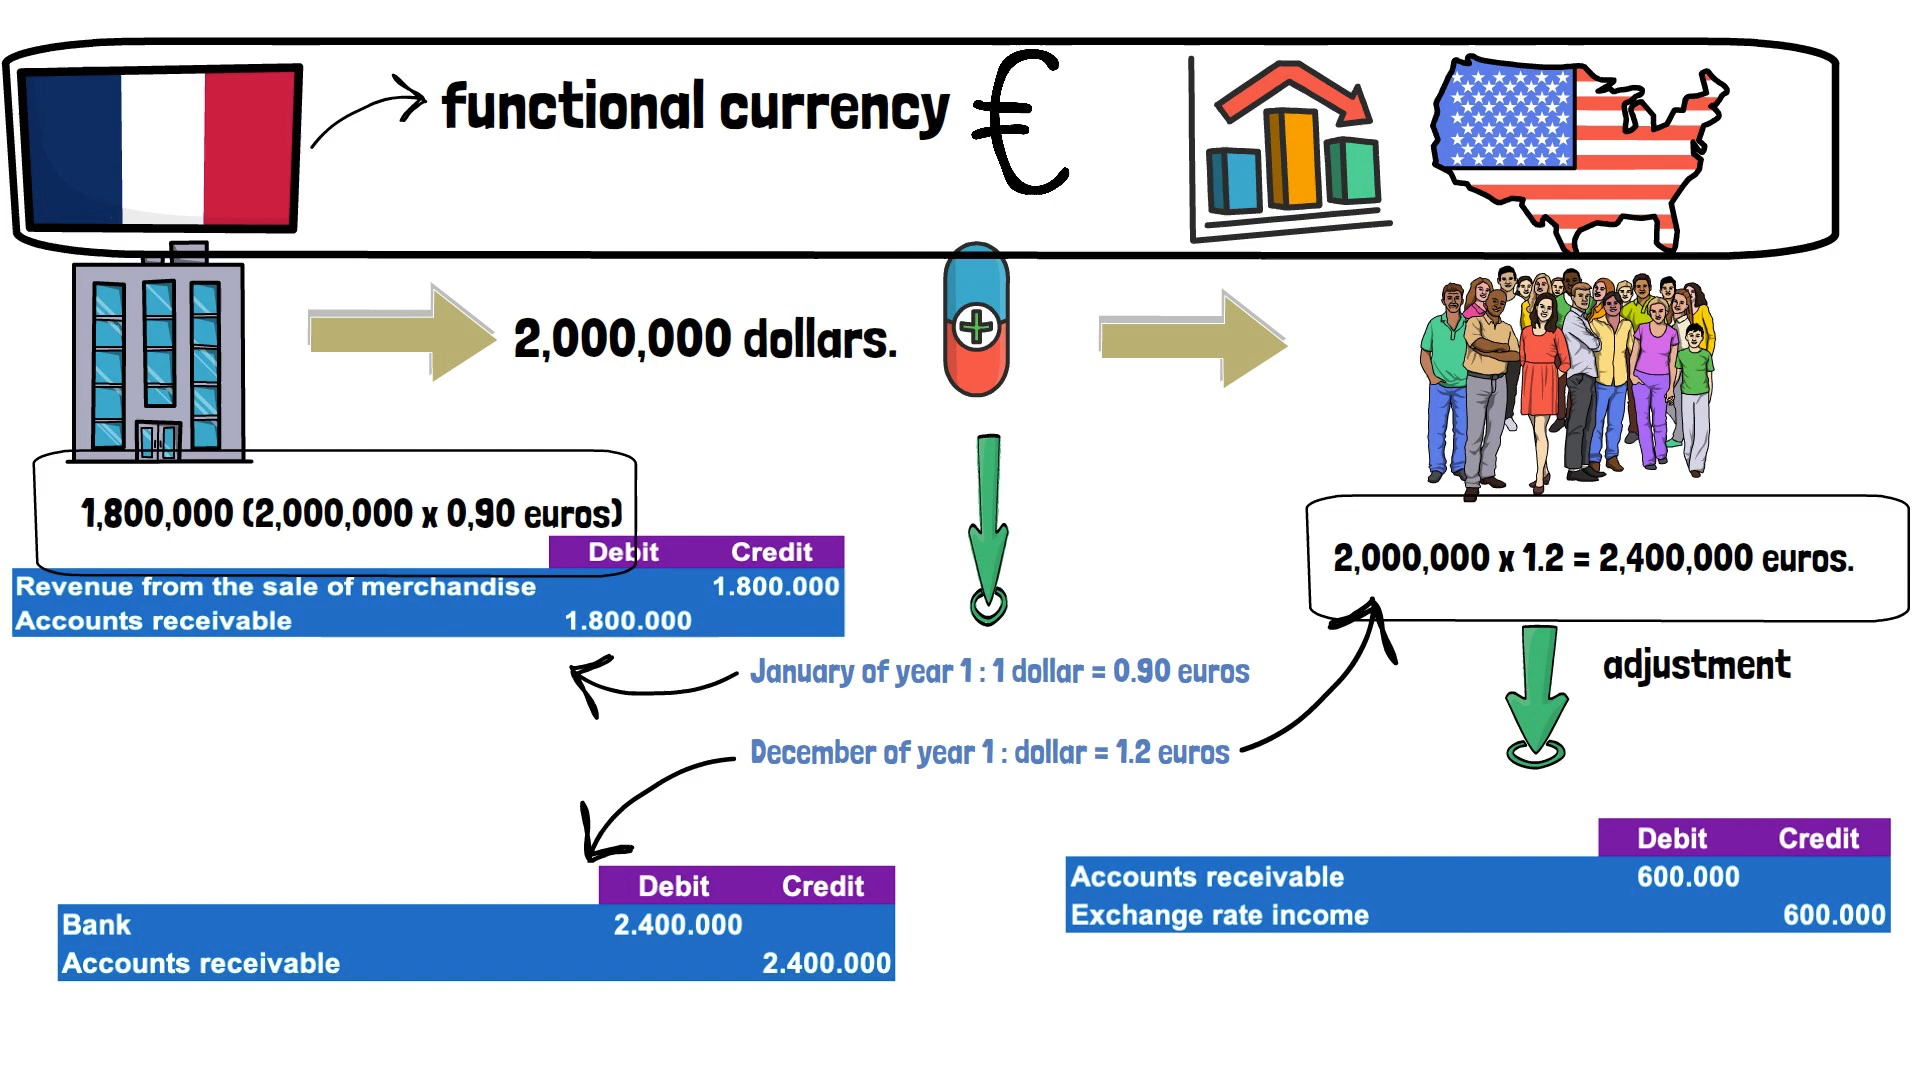 functional currency €
2,000,000 dollars.
1,800,000 (2,000,000 x 0,90 euros)
Debit Credit
Revenue from the sale of merchandise 1.800.000
Accounts receivable 1.800.000
2,000,000 x 1.2 = 2,400,000 euros.
adjustment
January of year 1 : 1 dollar = 0.90 euros
December of year 1 : dollar = 1.2 euros
Debit Credit
Bank 2.400.000
Accounts receivable 2.400.000
Debit Credit
Accounts receivable 600.000
Exchange rate income 600.000